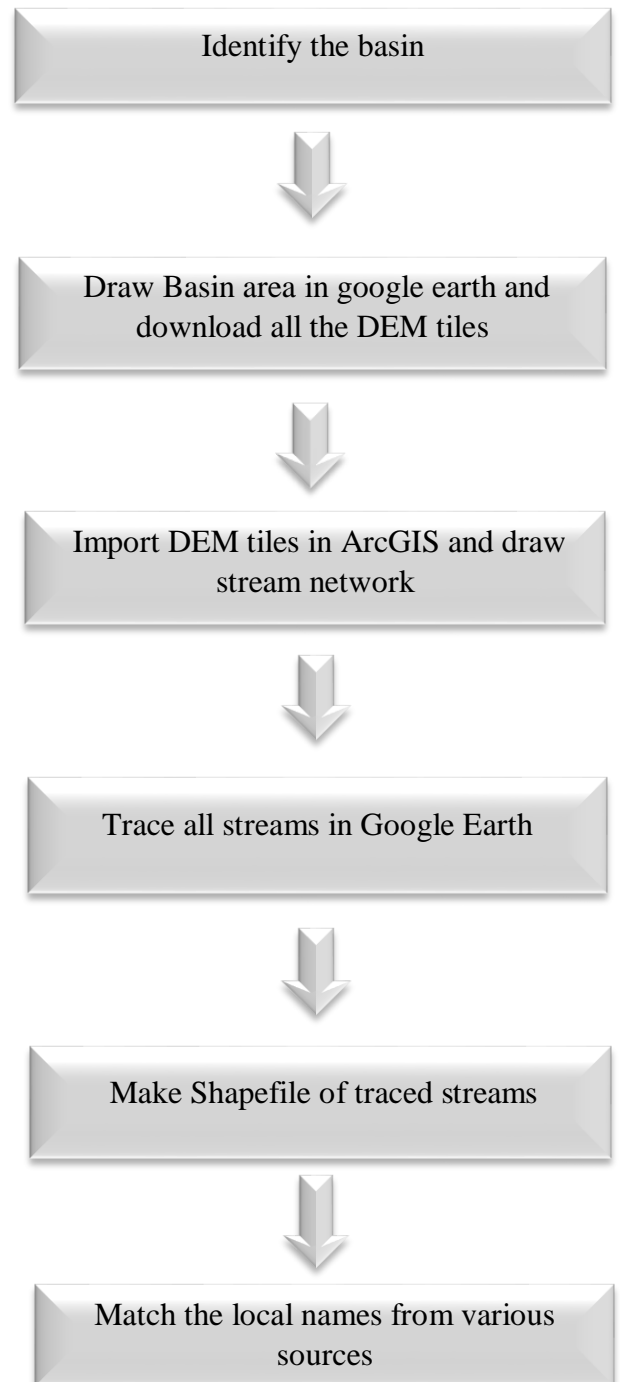 Identify the basin
Draw Basin area in google earth and
download all the DEM tiles
Import DEM tiles in ArcGIS and draw
stream network
Trace all streams in Google Earth
Make Shapefile of traced streams
Match the local names from various
sources